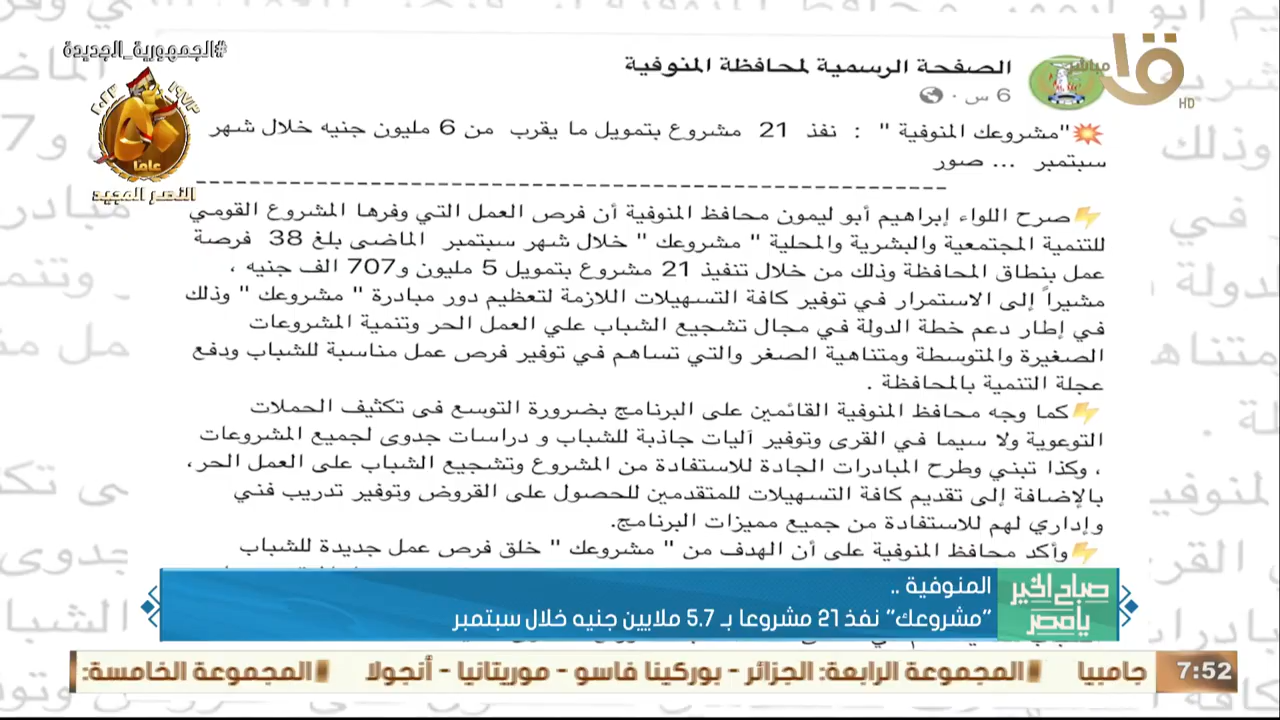 #الجمهورية_الجديدة
١٩٧٣ ٢٠٢٣
٥٠
عاما
النصر المجيد
مباشر
HD
الصفحة الرسمية لمحافظة المنوفية
6 س ·
💥"مشروعك المنوفية " : نفذ 21 مشروع بتمويل ما يقرب من 6 مليون جنيه خلال شهر
سبتمبر ... صور
--------------------------------------------------
⚡صرح اللواء إبراهيم أبو ليمون محافظ المنوفية أن فرص العمل التي وفرها المشروع القومي
للتنمية المجتمعية والبشرية والمحلية " مشروعك " خلال شهر سبتمبر الماضى بلغ 38 فرصة
عمل بنطاق المحافظة وذلك من خلال تنفيذ 21 مشروع بتمويل 5 مليون و707 الف جنيه ،
مشيراً إلى الاستمرار في توفير كافة التسهيلات اللازمة لتعظيم دور مبادرة " مشروعك " وذلك
في إطار دعم خطة الدولة في مجال تشجيع الشباب علي العمل الحر وتنمية المشروعات
الصغيرة والمتوسطة ومتناهية الصغر والتي تساهم في توفير فرص عمل مناسبة للشباب ودفع
عجلة التنمية بالمحافظة .
⚡كما وجه محافظ المنوفية القائمين على البرنامج بضرورة التوسع فى تكثيف الحملات
التوعوية ولا سيما في القرى وتوفير آليات جاذبة للشباب و دراسات جدوى لجميع المشروعات
، وكذا تبني وطرح المبادرات الجادة للاستفادة من المشروع وتشجيع الشباب على العمل الحر،
بالإضافة إلى تقديم كافة التسهيلات للمتقدمين للحصول على القروض وتوفير تدريب فني
وإداري لهم للاستفادة من جميع مميزات البرنامج.
⚡وأكد محافظ المنوفية على أن الهدف من " مشروعك " خلق فرص عمل جديدة للشباب
صباح الخير
يا مصر
المنوفية ..
"مشروعك" نفذ 21 مشروعا بـ 5.7 ملايين جنيه خلال سبتمبر
7:52
جامبيا المجموعة الرابعة: الجزائر - بوركينا فاسو - موريتانيا - أنجولا المجموعة الخامسة: